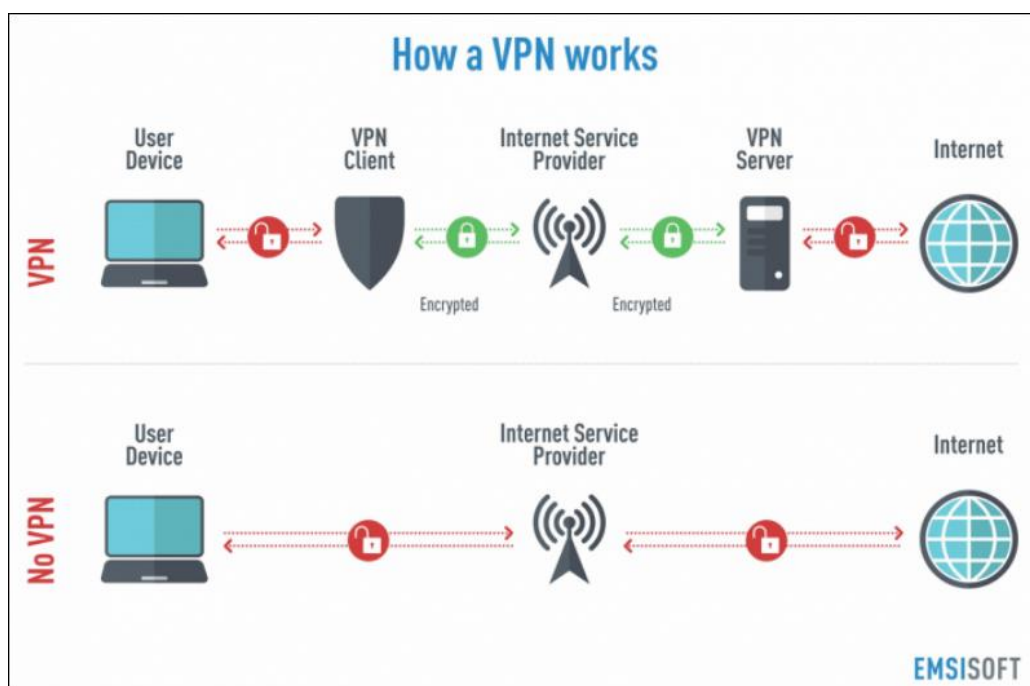 How a VPN works
User
Device
VPN
Client
Internet Service
Provider
VPN
Server
Internet
VPN
Encrypted
Encrypted
User
Device
Internet Service
Provider
Internet
No VPN
EMSISOFT